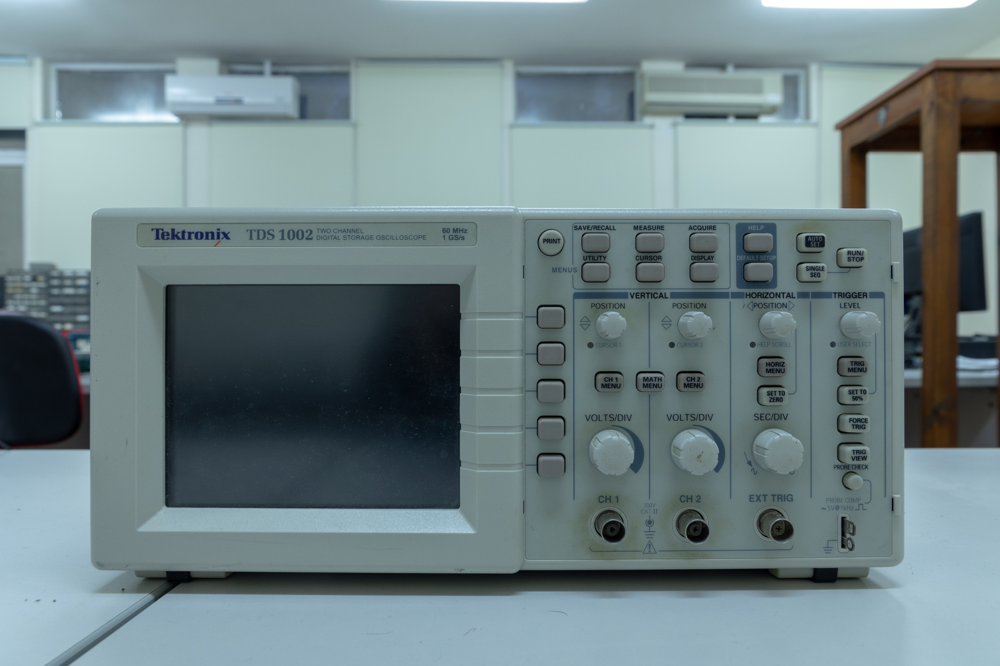 Tektronix TDS 1002 TWO CHANNEL
DIGITAL STORAGE OSCILLOSCOPE
60 MHz
1 GS/s
PRINT
SAVE/RECALL MEASURE ACQUIRE
UTILITY CURSOR DISPLAY
MENUS
HELP
DEFAULT SETUP
AUTO
SET
RUN/
STOP
SINGLE
SEQ
VERTICAL
POSITION
CURSOR 1
POSITION
CURSOR 2
CH 1
MENU
MATH
MENU
CH 2
MENU
VOLTS/DIV
VOLTS/DIV
CH 1
CH 2
300V
CAT II
HORIZONTAL
POSITION
HELP SCROLL
HORIZ
MENU
SET TO
ZERO
SEC/DIV
EXT TRIG
TRIGGER
LEVEL
USER SELECT
TRIG
MENU
SET TO
50%
FORCE
TRIG
TRIG
VIEW
PROBE CHECK
PROBE COMP
~5V@1kHz